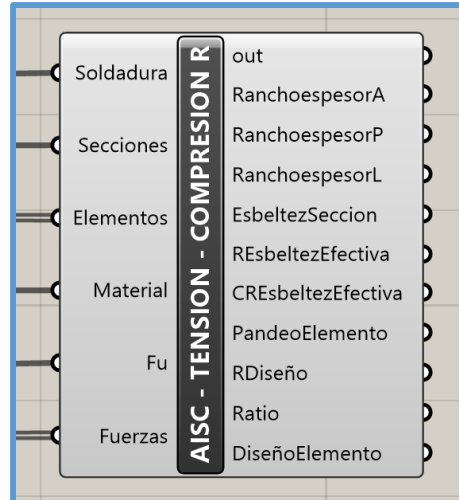 Soldadura
Secciones
Elementos
Material
Fu
Fuerzas
AISC - TENSION - COMPRESION R
out
RanchoespesorA
RanchoespesorP
RanchoespesorL
EsbeltezSeccion
REsbeltezEfectiva
CREsbeltezEfectiva
PandeoElemento
RDiseño
Ratio
DiseñoElemento